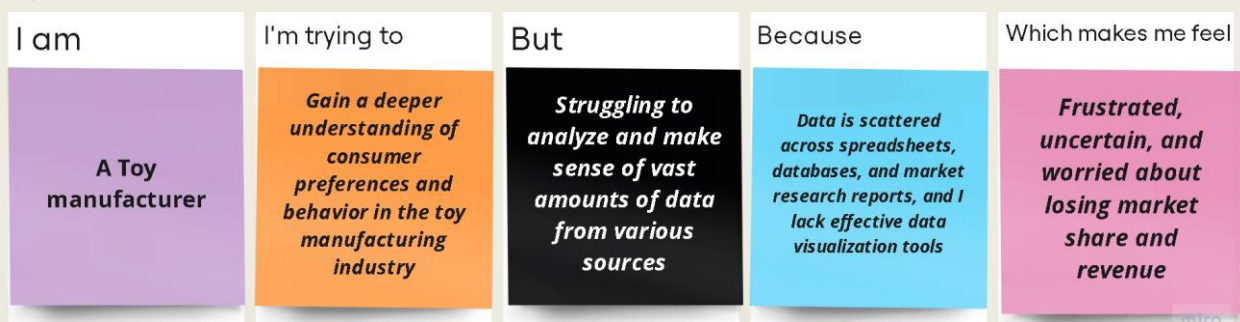 I am
A Toy
manufacturer
I'm trying to
Gain a deeper
understanding of
consumer
preferences and
behavior in the toy
manufacturing
industry
But
Struggling to
analyze and make
sense of vast
amounts of data
from various
sources
Because
Data is scattered
across spreadsheets,
databases, and market
research reports, and I
lack effective data
visualization tools
Which makes me feel
Frustrated,
uncertain, and
worried about
losing market
share and
revenue
miro